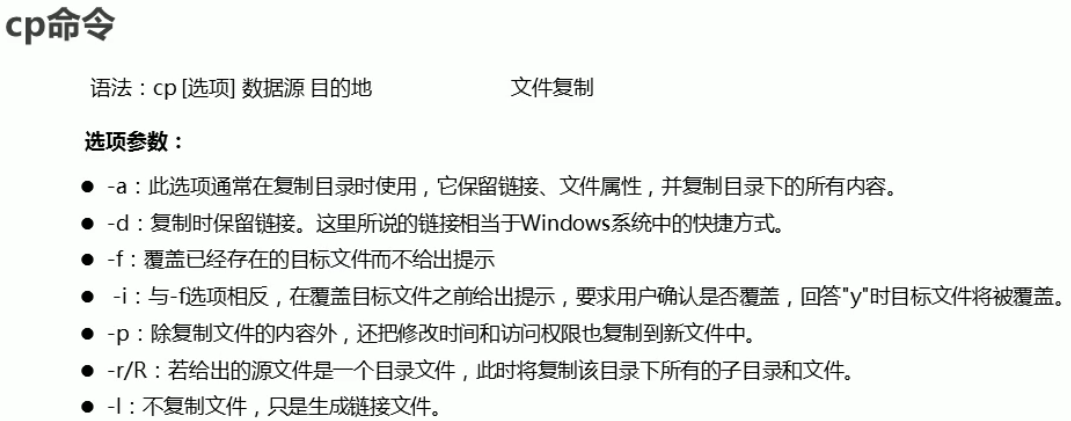 cp命令
语法：cp [选项] 数据源 目的地 文件复制
选项参数：
● -a：此选项通常在复制目录时使用，它保留链接、文件属性，并复制目录下的所有内容。
● -d：复制时保留链接。这里所说的链接相当于Windows系统中的快捷方式。
● -f：覆盖已经存在的目标文件而不给出提示
● -i：与-f选项相反，在覆盖目标文件之前给出提示，要求用户确认是否覆盖，回答"y"时目标文件将被覆盖。
● -p：除复制文件的内容外，还把修改时间和访问权限也复制到新文件中。
● -r/R：若给出的源文件是一个目录文件，此时将复制该目录下所有的子目录和文件。
● -l：不复制文件，只是生成链接文件。